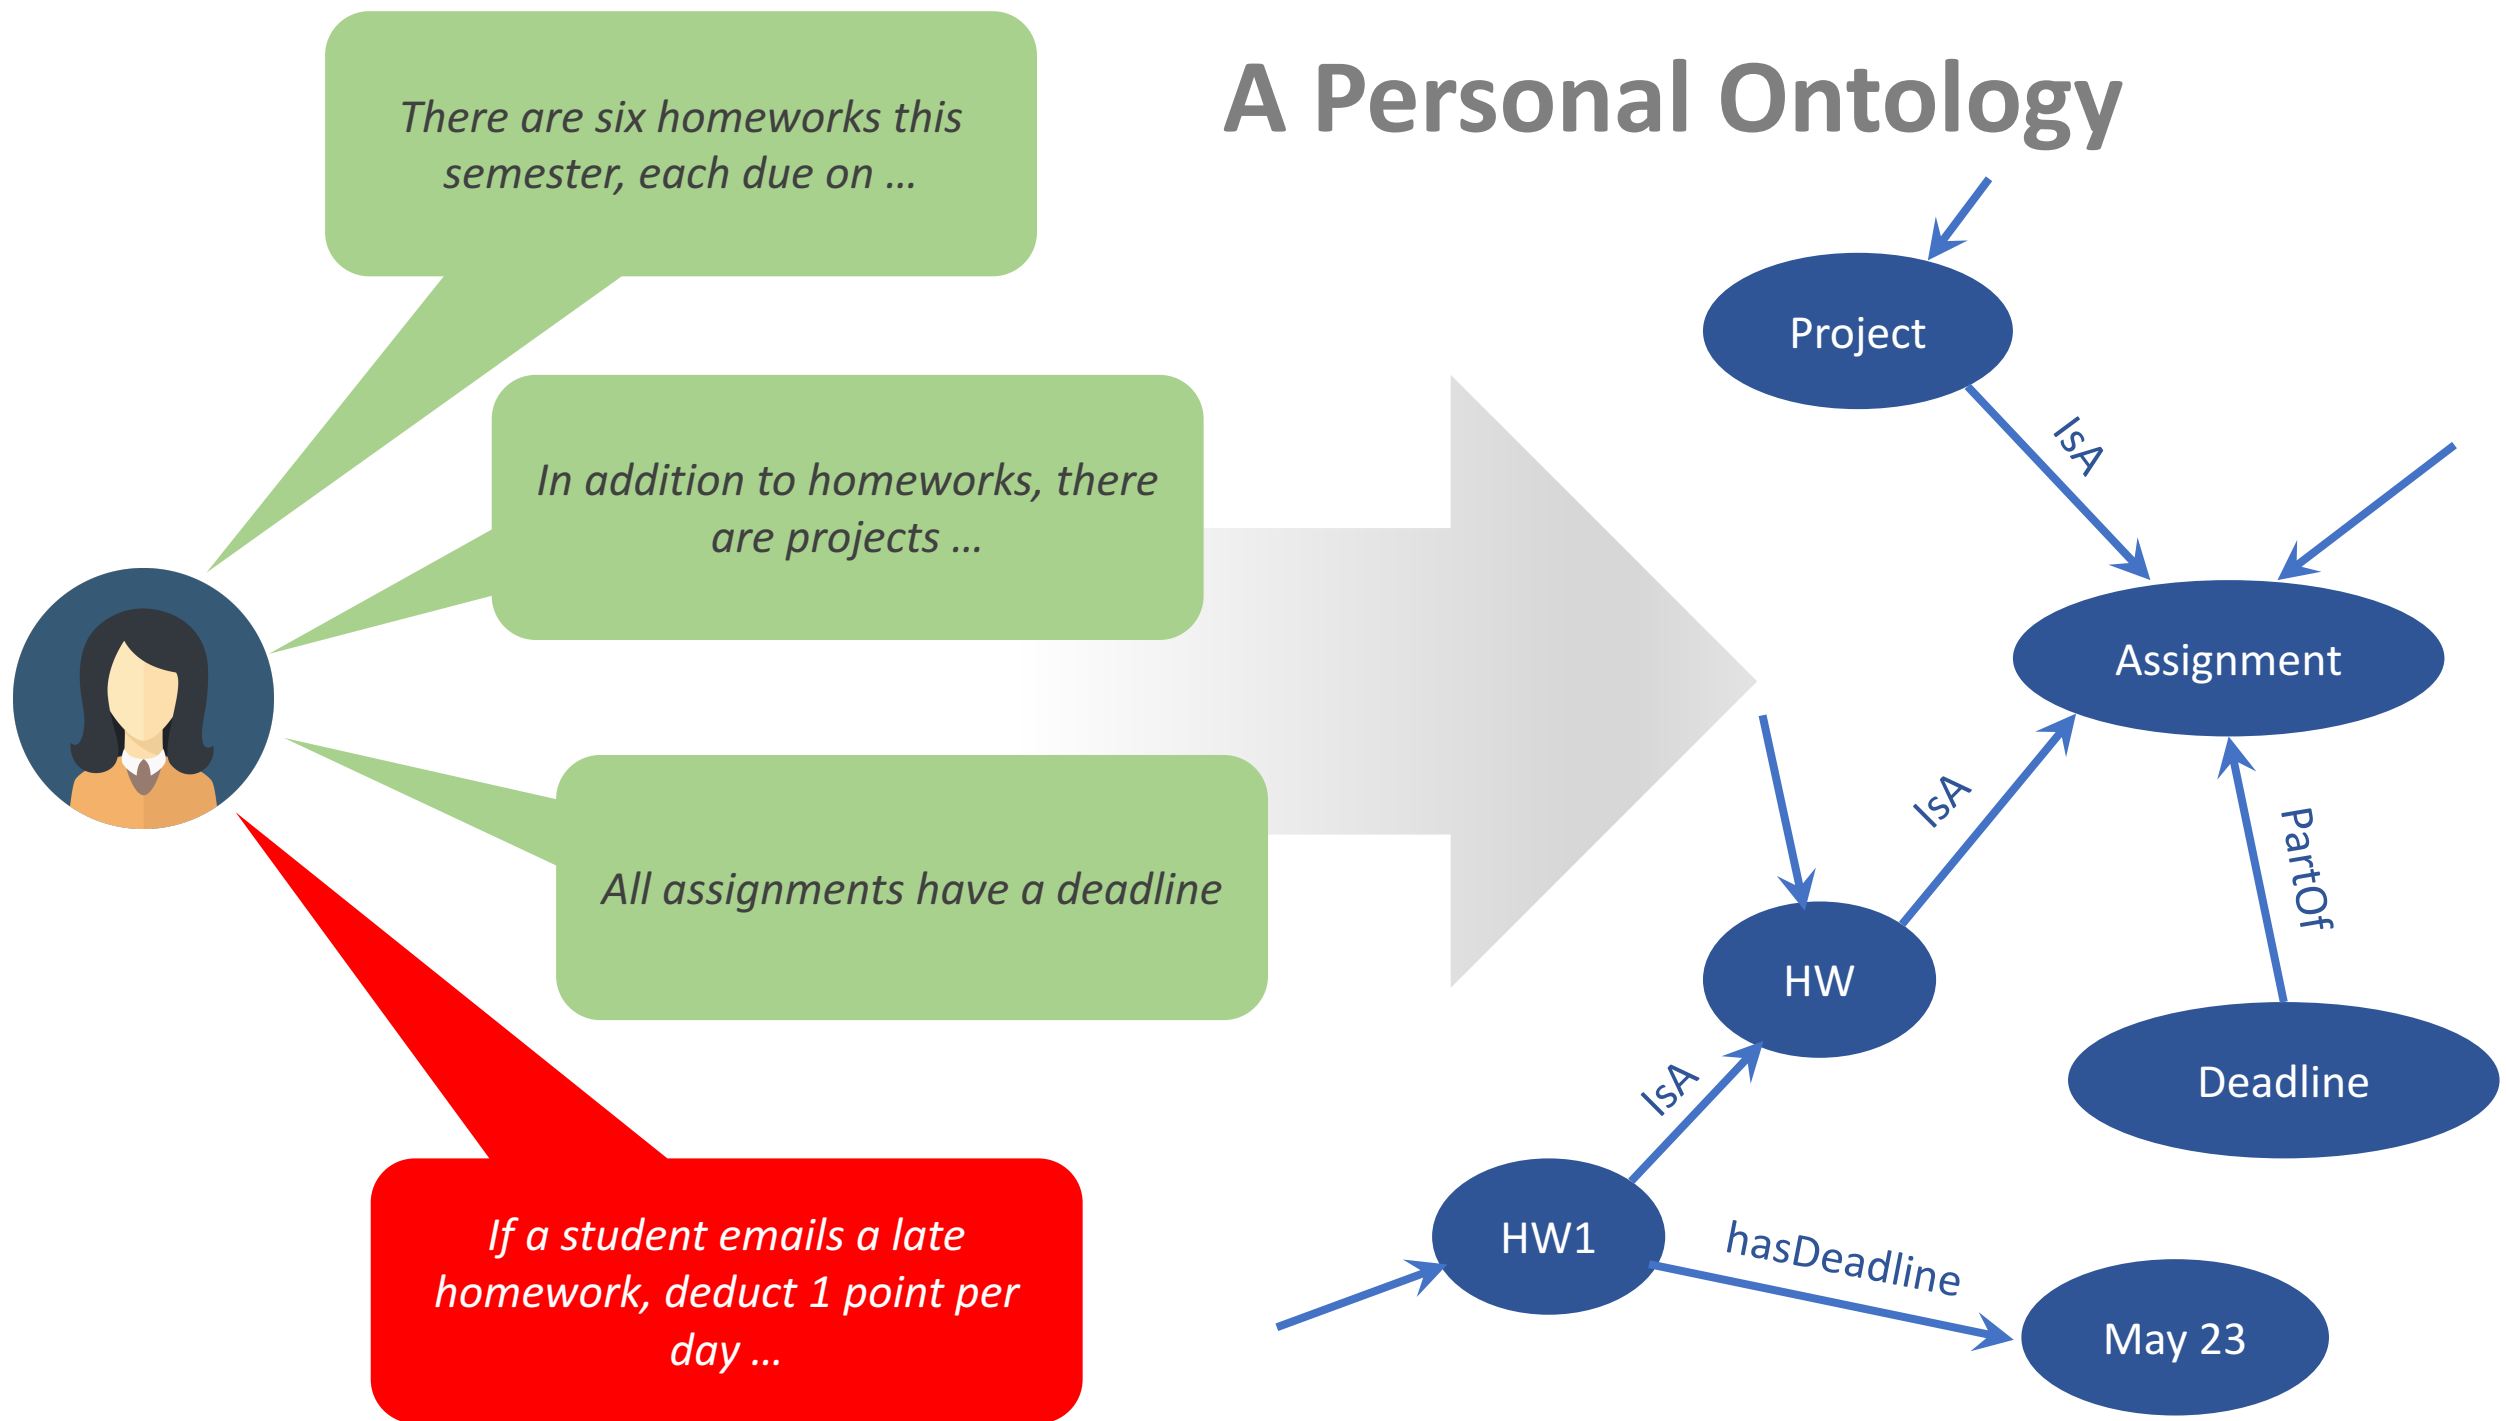 There are six homeworks this
semester, each due on ...
A Personal Ontology
In addition to homeworks, there
are projects ...
All assignments have a deadline
If a student emails a late
homework, deduct 1 point per
day ...
Project
IsA
Assignment
IsA
PartOf
HW
Deadline
IsA
HW1
hasDeadline
May 23